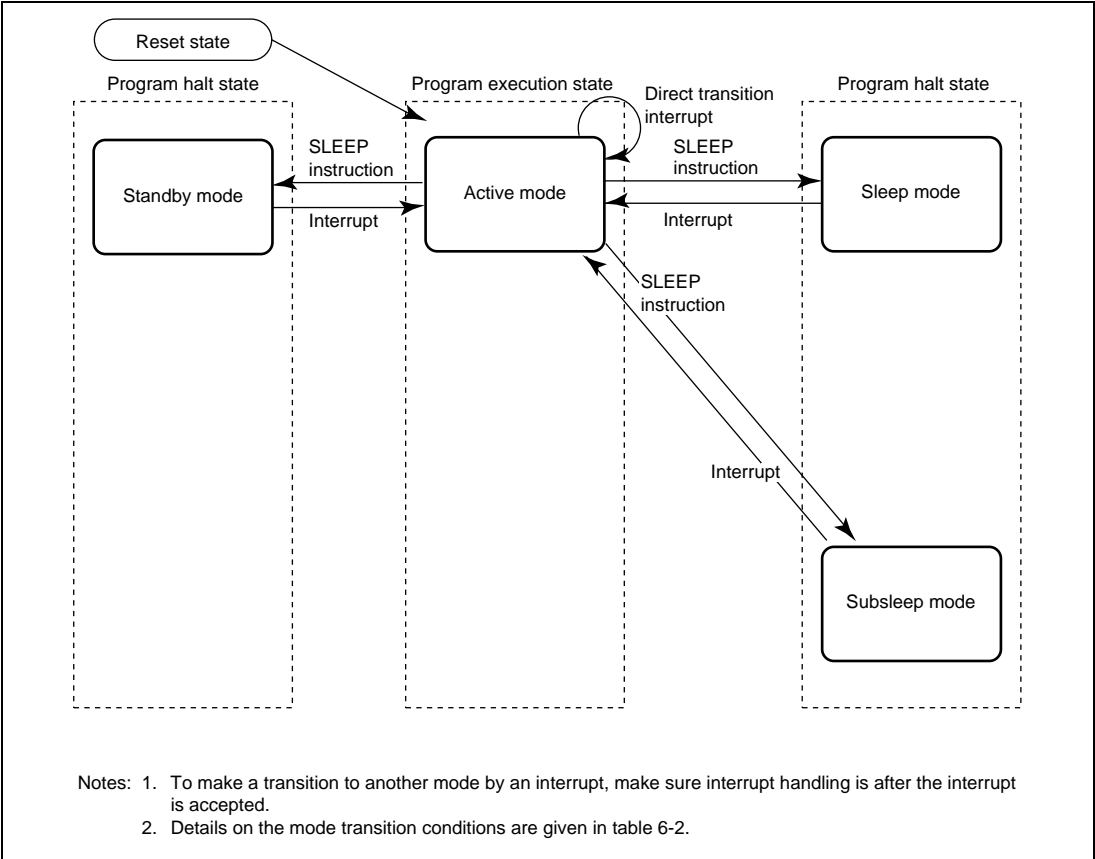 Reset state
Program halt state
Program execution state
Program halt state
Direct transition
interrupt
SLEEP
instruction
SLEEP
instruction
Standby mode
Active mode
Sleep mode
Interrupt
Interrupt
SLEEP
instruction
Interrupt
Subsleep mode
Notes: 1. To make a transition to another mode by an interrupt, make sure interrupt handling is after the interrupt
is accepted.
2. Details on the mode transition conditions are given in table 6-2.